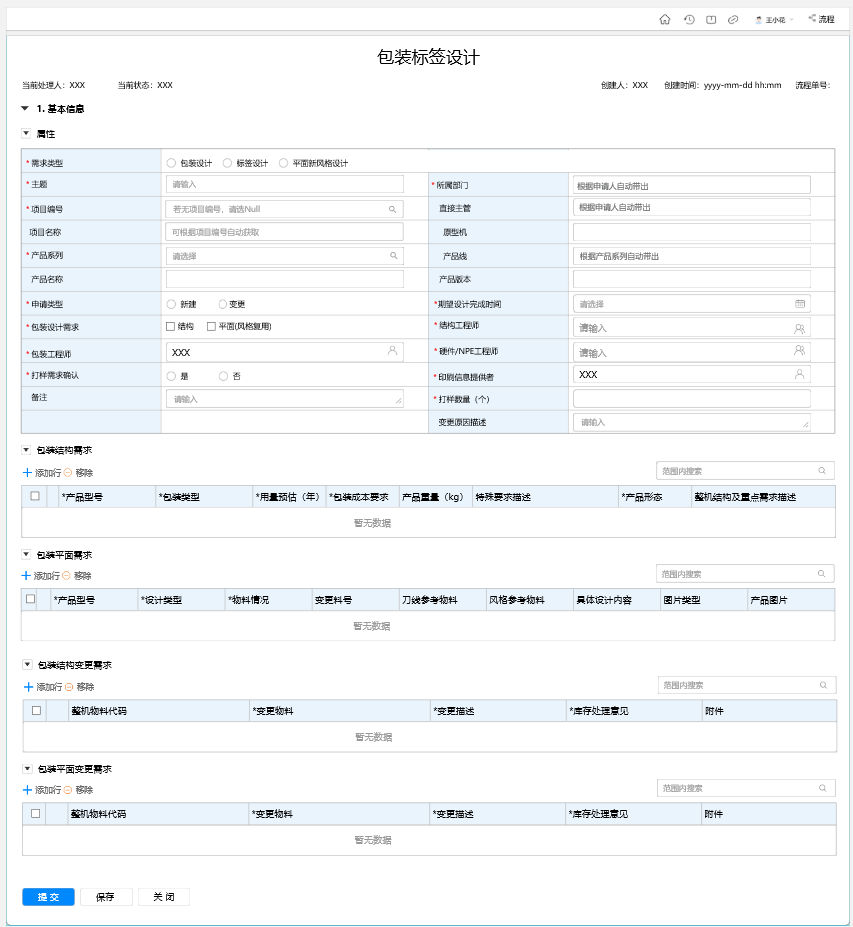 王小花 流程
包装标签设计
当前处理人：XXX 当前状态：XXX 创建人：XXX 创建时间：yyyy-mm-dd hh:mm 流程单号：
1. 基本信息
属性
*需求类型 包装设计 标签设计 平面新风格设计
*主题 请输入 *所属部门 根据申请人自动带出
*项目编号 若无项目编号，请选Null 直接主管 根据申请人自动带出
项目名称 可根据项目编号自动获取 原型机
*产品系列 请选择 产品线 根据产品系列自动带出
产品名称 产品版本
*申请类型 新建 变更 *期望设计完成时间 请选择
*包装设计需求 结构 平面(风格复用) *结构工程师 请输入
*包装工程师 XXX *硬件/NPE工程师 请输入
*打样需求确认 是 否 *印刷信息提供者 XXX
备注 请输入 *打样数量（个）
变更原因描述 请输入
包装结构需求
添加行 移除 范围内搜索
*产品型号 *包装类型 *用量预估（年） *包装成本要求 产品重量（kg） 特殊要求描述 *产品形态 整机结构及重点需求描述
暂无数据
包装平面需求
添加行 移除 范围内搜索
*产品型号 *设计类型 *物料情况 变更料号 刀线参考物料 风格参考物料 具体设计内容 图片类型 产品图片
暂无数据
包装结构变更需求
添加行 移除 范围内搜索
整机物料代码 *变更物料 *变更描述 *库存处理意见 附件
暂无数据
包装平面变更需求
添加行 移除 范围内搜索
整机物料代码 *变更物料 *变更描述 *库存处理意见 附件
暂无数据
提交 保存 关闭